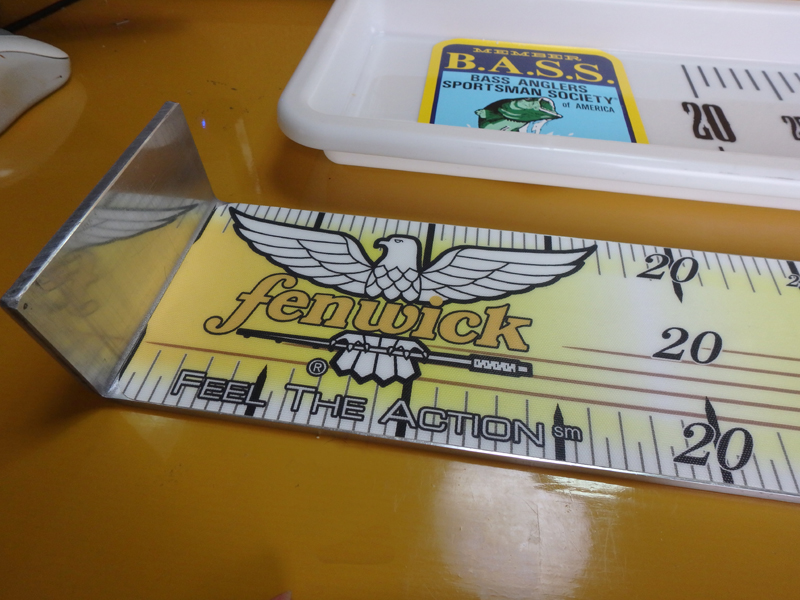 MEMBER
B.A.S.S.
BASS ANGLERS
SPORTSMAN SOCIETY®
of AMERICA
20
20
fenwick
®
20
FEEL THE ACTION sm
20